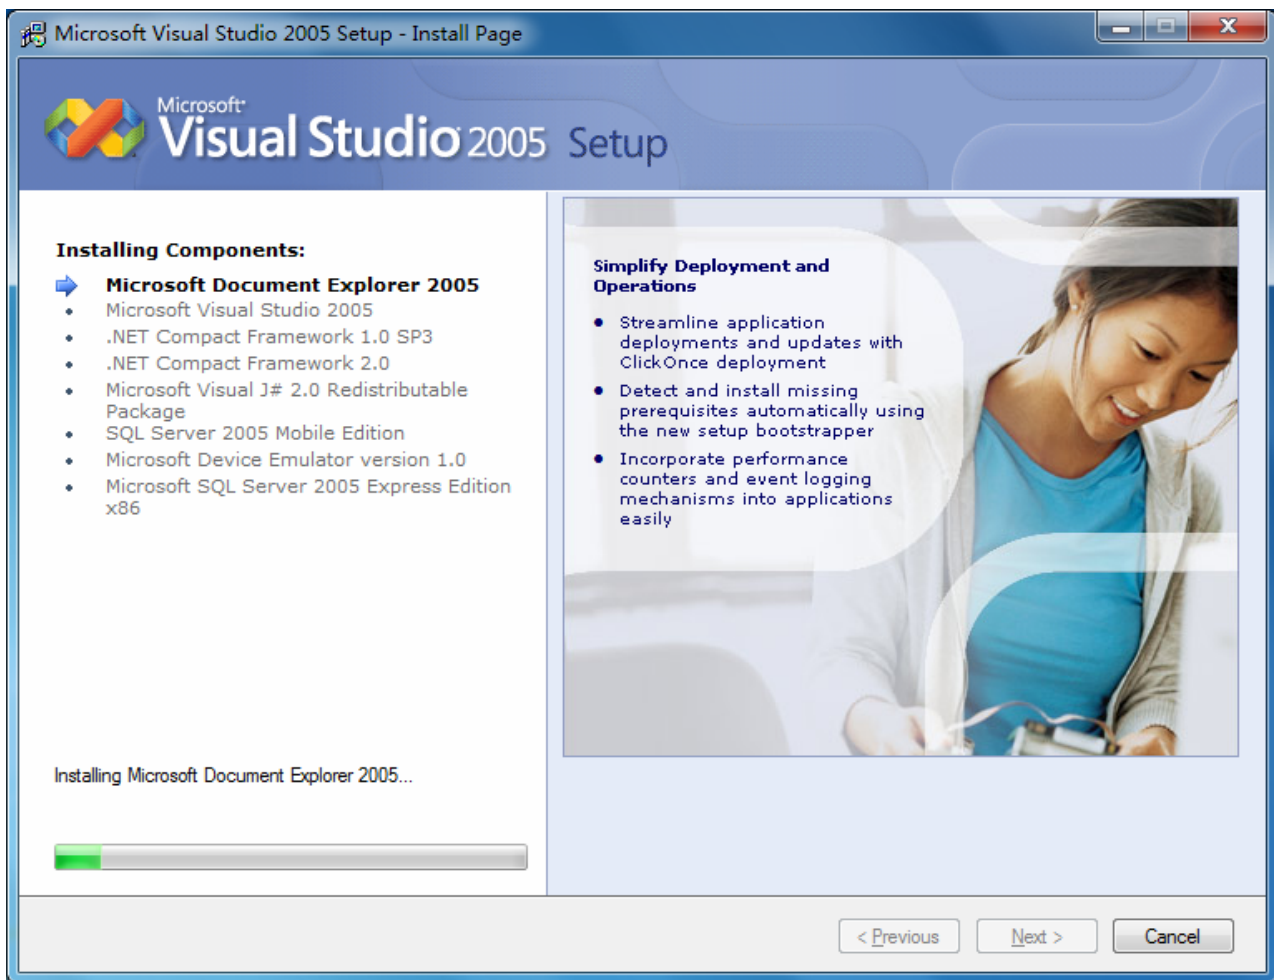 Microsoft Visual Studio 2005 Setup - Install Page
Microsoft
Visual Studio 2005 Setup
Installing Components:
Microsoft Document Explorer 2005
Microsoft Visual Studio 2005
.NET Compact Framework 1.0 SP3
.NET Compact Framework 2.0
Microsoft Visual J# 2.0 Redistributable
Package
SQL Server 2005 Mobile Edition
Microsoft Device Emulator version 1.0
Microsoft SQL Server 2005 Express Edition
x86
Installing Microsoft Document Explorer 2005...
Simplify Deployment and
Operations
• Streamline application
deployments and updates with
ClickOnce deployment
• Detect and install missing
prerequisites automatically using
the new setup bootstrapper
• Incorporate performance
counters and event logging
mechanisms into applications
easily
< Previous
Next >
Cancel